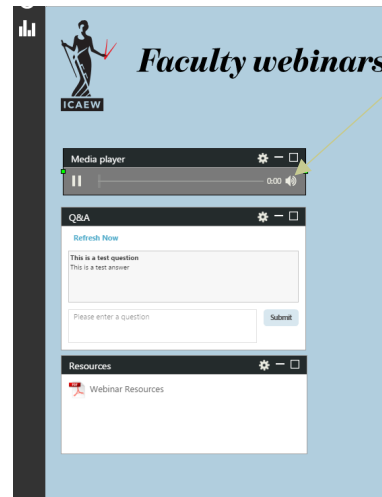 Faculty webinars
ICAEW
Media player
0:00
Q&A
Refresh Now
This is a test question
This is a test answer
Please enter a question
Submit
Resources
Webinar Resources